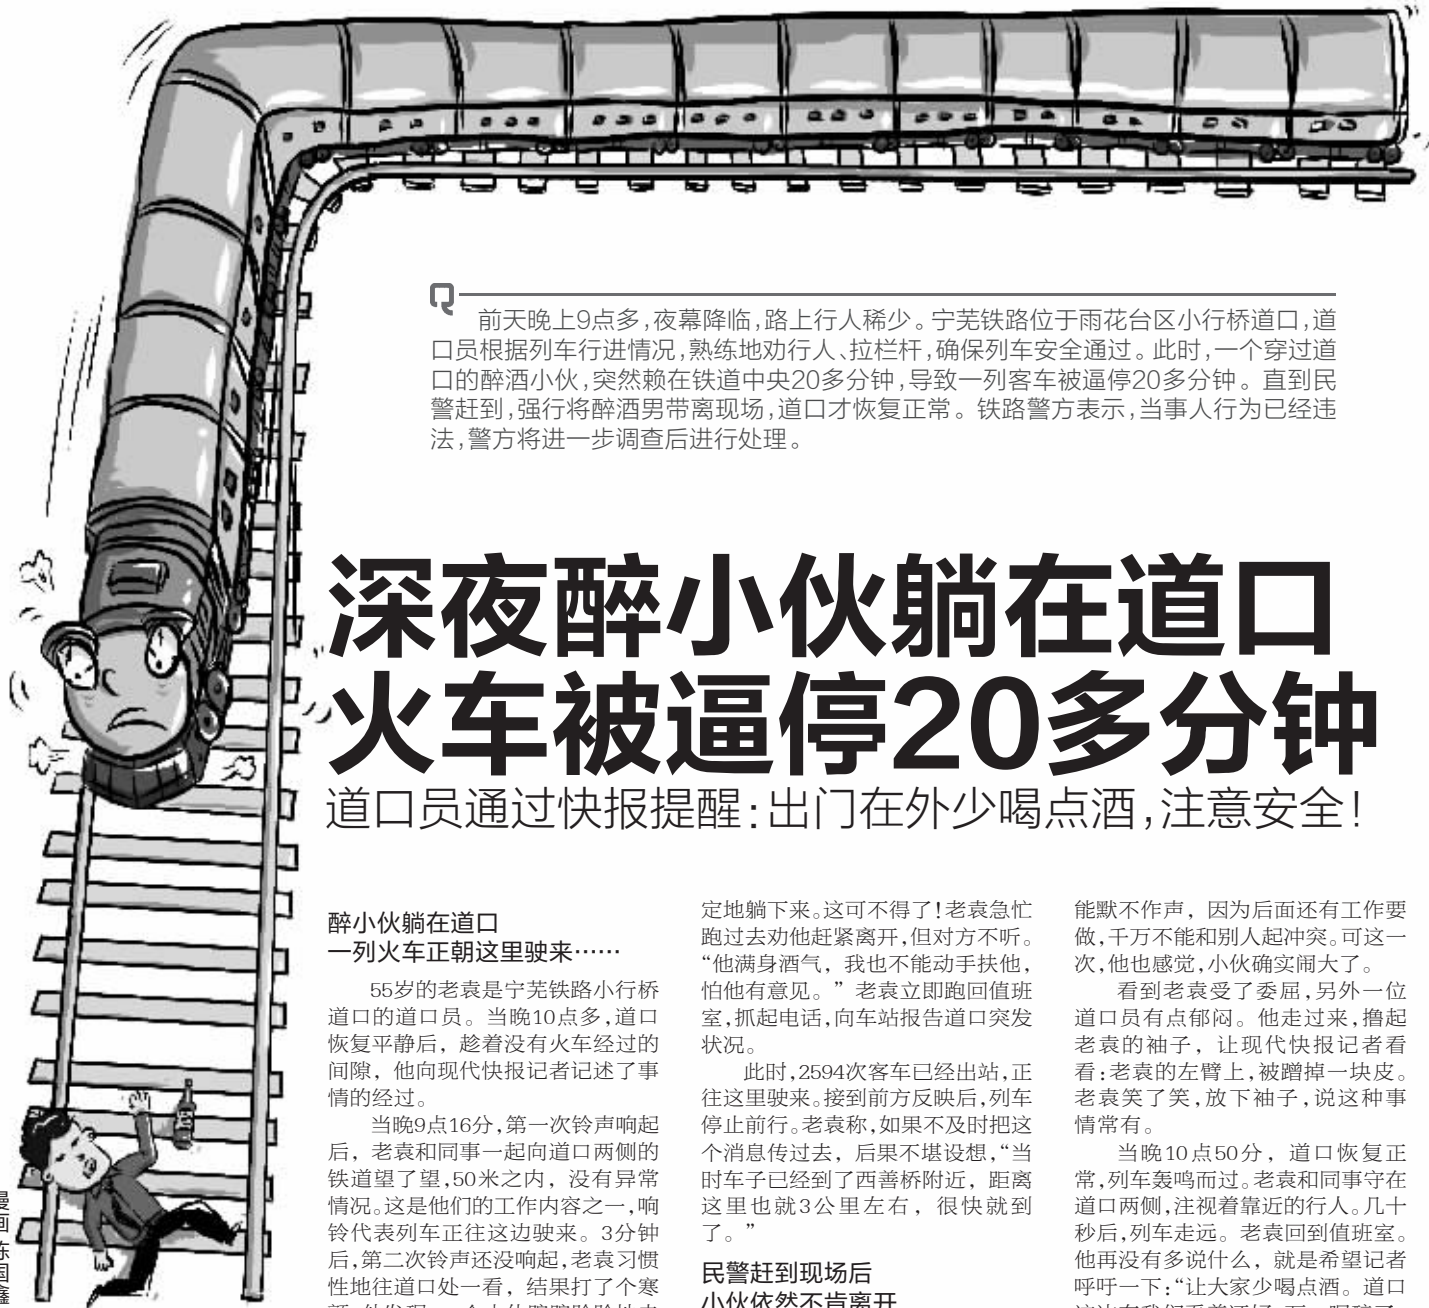 前天晚上9点多,夜幕降临,路上行人稀少。宁芜铁路位于雨花台区小行桥道口,道
口员根据列车行进情况,熟练地劝行人、拉栏杆,确保列车安全通过。此时,一个穿过道
口的醉酒小伙,突然赖在铁道中央20多分钟,导致一列客车被逼停20多分钟。直到民
警赶到,强行将醉酒男带离现场,道口才恢复正常。铁路警方表示,当事人行为已经违
法,警方将进一步调查后进行处理。
深夜醉小伙躺在道口
火车被逼停20多分钟
道口员通过快报提醒:出门在外少喝点酒,注意安全!
醉小伙躺在道口
一列火车正朝这里驶来……
55岁的老袁是宁芜铁路小行桥
道口的道口员。当晚10点多,道口
恢复平静后,趁着没有火车经过的
间隙,他向现代快报记者记述了事
情的经过。
当晚9点16分,第一次铃声响起
后,老袁和同事一起向道口两侧的
铁道望了望,50米之内,没有异常
情况。这是他们的工作内容之一,响
铃代表列车正往这边驶来。3分钟
后,第二次铃声还没响起,老袁习惯
性地往道口处一看,结果打了个寒
定地躺下来。这可不得了!老袁急忙
跑过去劝他赶紧离开,但对方不听。
“他满身酒气,我也不能动手扶他,
怕他有意见。”老袁立即跑回值班
室,抓起电话,向车站报告道口突发
状况。
此时,2594次客车已经出站,正
往这里驶来。接到前方反映后,列车
停止前行。老袁称,如果不及时把这
个消息传过去,后果不堪设想,“当
时车子已经到了西善桥附近,距离
这里也就3公里左右,很快就到
了。”
民警赶到现场后
小伙依然不肯离开
能默不作声,因为后面还有工作要
做,千万不能和别人起冲突。可这一
次,他也感觉,小伙确实闹大了。
看到老袁受了委屈,另外一位
道口员有点郁闷。他走过来,撸起
老袁的袖子,让现代快报记者看
看:老袁的左臂上,被蹭掉一块皮。
老袁笑了笑,放下袖子,说这种事
情常有。
当晚10点50分,道口恢复正
常,列车轰鸣而过。老袁和同事守在
道口两侧,注视着靠近的行人。几十
秒后,列车走远。老袁回到值班室。
他再没有多说什么,就是希望记者
呼吁一下:“让大家少喝点酒。道口
漫画 陈国鑫